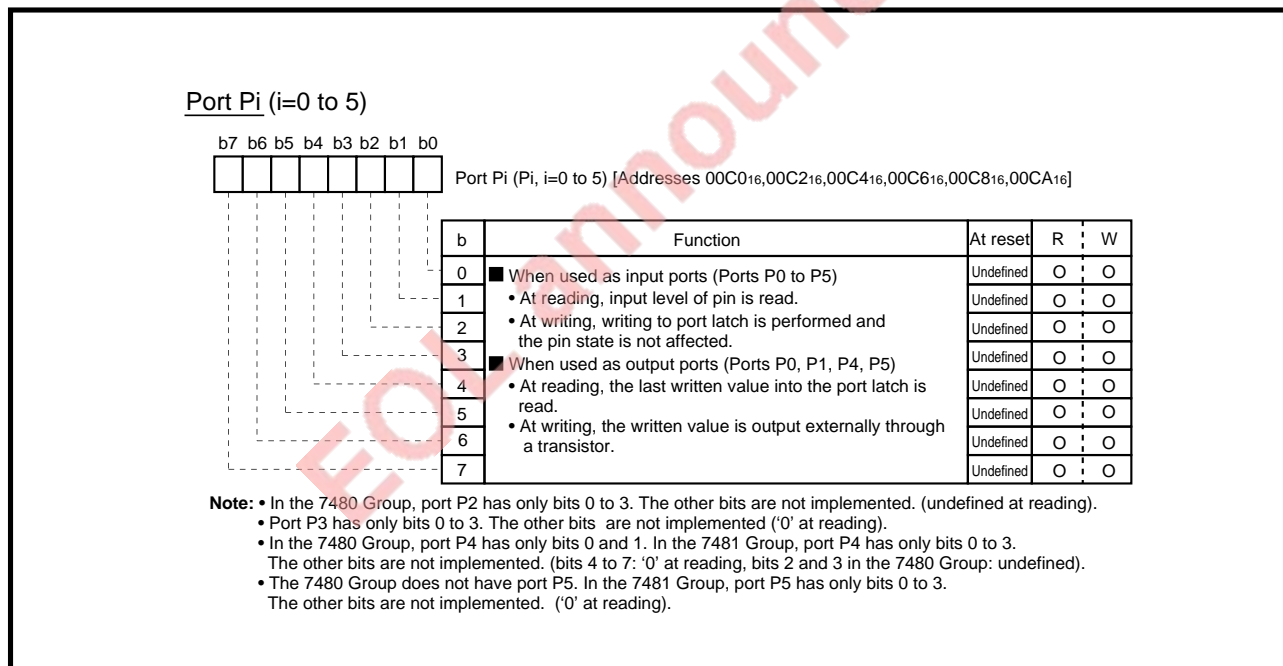 EOL announ
Port Pi (i=0 to 5)
b7 b6 b5 b4 b3 b2 b1 b0
Port Pi (Pi, i=0 to 5) [Addresses 00C016,00C216,00C416,00C616,00C816,00CA16]
b Function At reset R W
0 ■ When used as input ports (Ports P0 to P5) Undefined O O
1 • At reading, input level of pin is read. Undefined O O
2 • At writing, writing to port latch is performed and Undefined O O
the pin state is not affected.
3 ■ When used as output ports (Ports P0, P1, P4, P5) Undefined O O
4 • At reading, the last written value into the port latch is Undefined O O
5 read. Undefined O O
6 • At writing, the written value is output externally through Undefined O O
a transistor.
7 Undefined O O
Note: • In the 7480 Group, port P2 has only bits 0 to 3. The other bits are not implemented. (undefined at reading).
• Port P3 has only bits 0 to 3. The other bits are not implemented (‘0’ at reading).
• In the 7480 Group, port P4 has only bits 0 and 1. In the 7481 Group, port P4 has only bits 0 to 3.
The other bits are not implemented. (bits 4 to 7: ‘0’ at reading, bits 2 and 3 in the 7480 Group: undefined).
• The 7480 Group does not have port P5. In the 7481 Group, port P5 has only bits 0 to 3.
The other bits are not implemented. (‘0’ at reading).